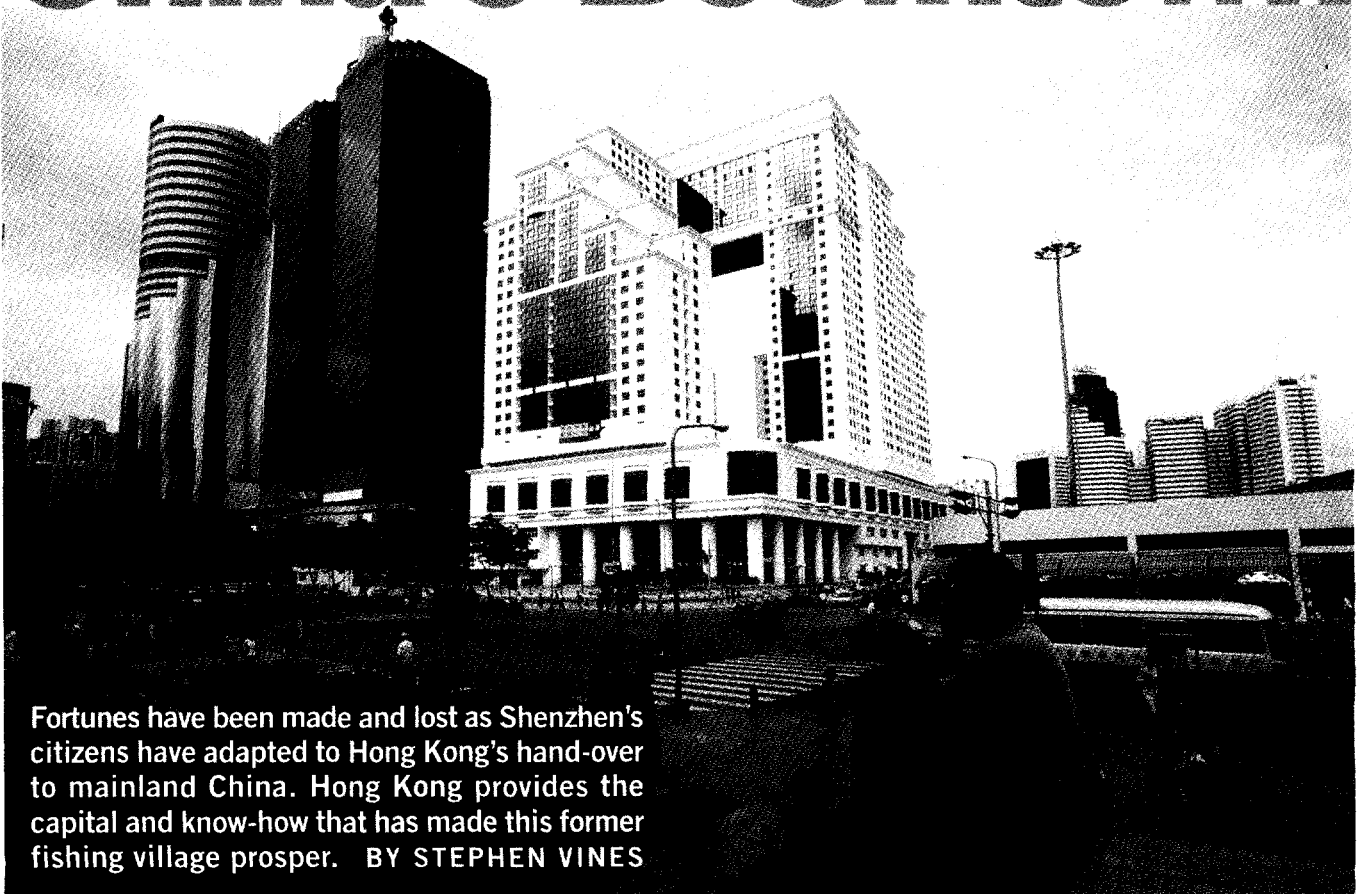 China's Boomtown
Fortunes have been made and lost as Shenzhen's
citizens have adapted to Hong Kong's hand-over
to mainland China. Hong Kong provides the
capital and know-how that has made this former
fishing village prosper. BY STEPHEN VINES